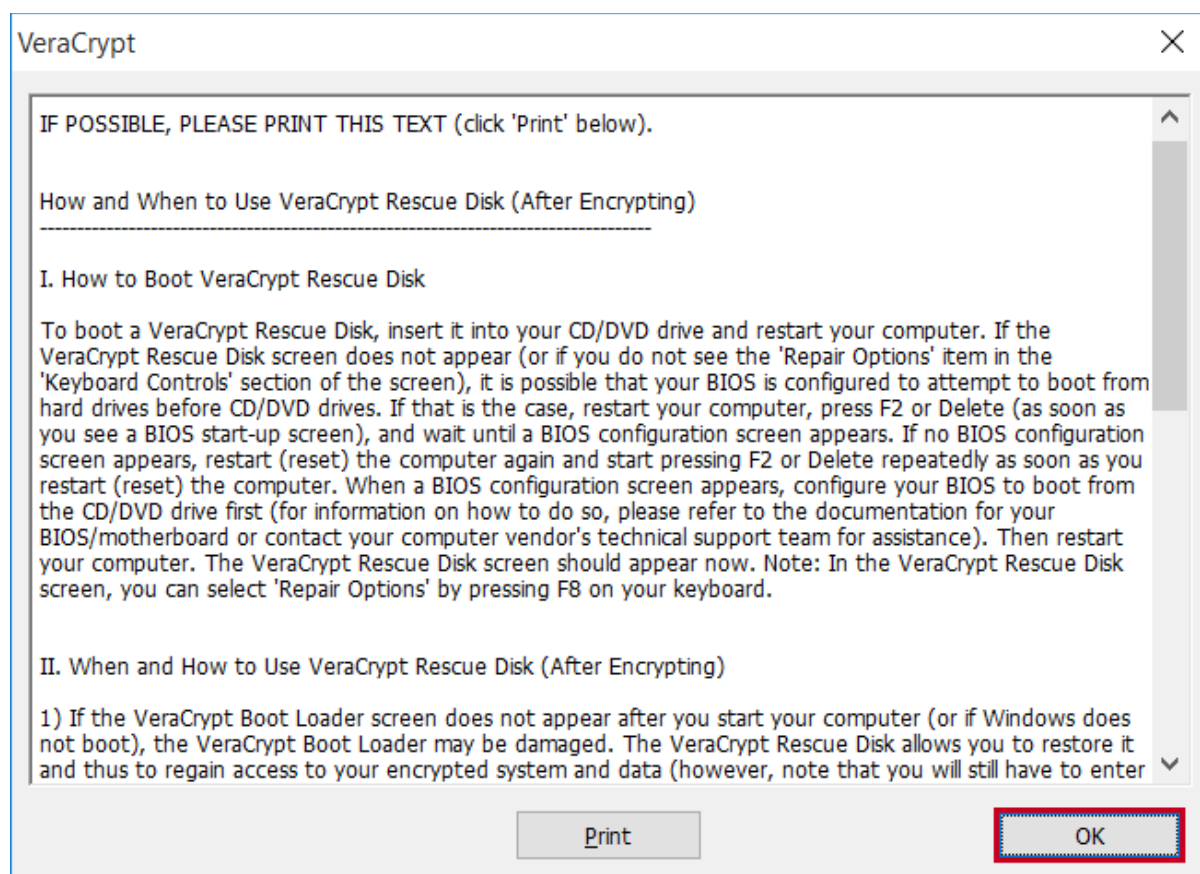 VeraCrypt
IF POSSIBLE, PLEASE PRINT THIS TEXT (click 'Print' below).
How and When to Use VeraCrypt Rescue Disk (After Encrypting)
-----------------------------------------------------------------------------------
I. How to Boot VeraCrypt Rescue Disk
To boot a VeraCrypt Rescue Disk, insert it into your CD/DVD drive and restart your computer. If the
VeraCrypt Rescue Disk screen does not appear (or if you do not see the 'Repair Options' item in the
'Keyboard Controls' section of the screen), it is possible that your BIOS is configured to attempt to boot from
hard drives before CD/DVD drives. If that is the case, restart your computer, press F2 or Delete (as soon as
you see a BIOS start-up screen), and wait until a BIOS configuration screen appears. If no BIOS configuration
screen appears, restart (reset) the computer again and start pressing F2 or Delete repeatedly as soon as you
restart (reset) the computer. When a BIOS configuration screen appears, configure your BIOS to boot from
the CD/DVD drive first (for information on how to do so, please refer to the documentation for your
BIOS/motherboard or contact your computer vendor's technical support team for assistance). Then restart
your computer. The VeraCrypt Rescue Disk screen should appear now. Note: In the VeraCrypt Rescue Disk
screen, you can select 'Repair Options' by pressing F8 on your keyboard.
II. When and How to Use VeraCrypt Rescue Disk (After Encrypting)
1) If the VeraCrypt Boot Loader screen does not appear after you start your computer (or if Windows does
not boot), the VeraCrypt Boot Loader may be damaged. The VeraCrypt Rescue Disk allows you to restore it
and thus to regain access to your encrypted system and data (however, note that you will still have to enter
Print
OK